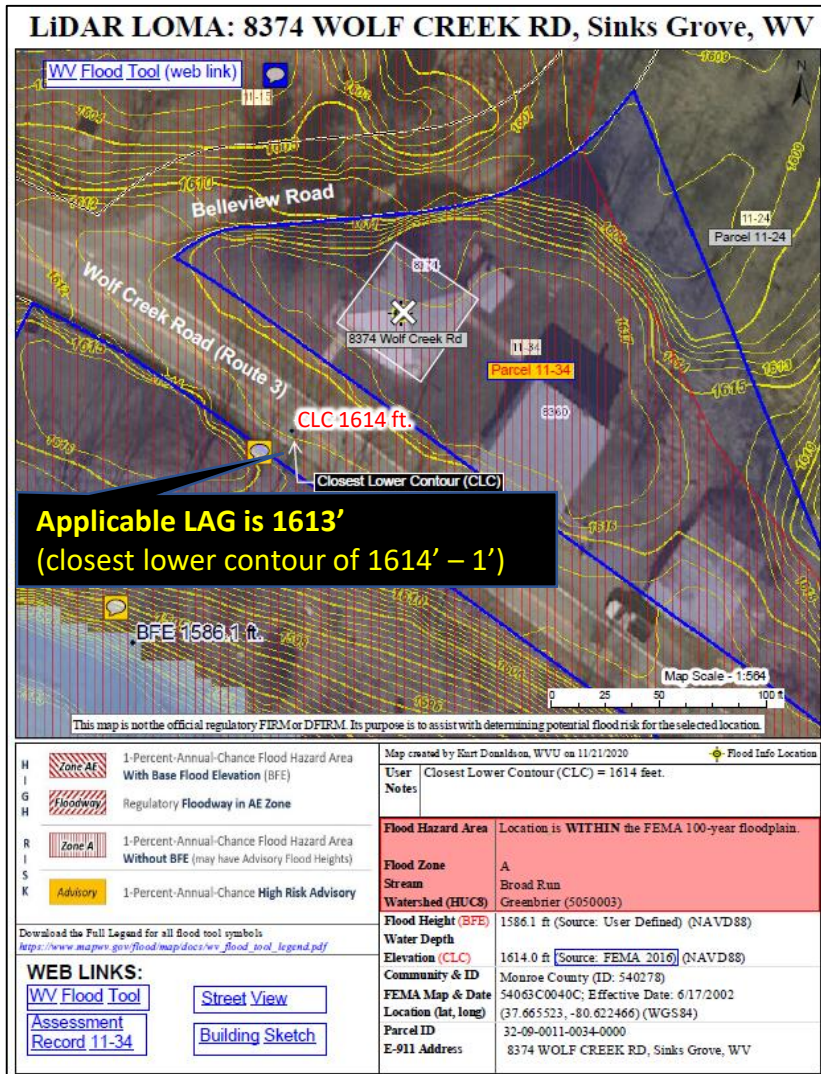 LiDAR LOMA: 8374 WOLF CREEK RD, Sinks Grove, WV
WV Flood Tool (web link)
11-15
1609
1607
1610
Belleview Road
1609
11-24
Parcel 11-24
Wolf Creek Road (Route 3)
1612
1615
8374 Wolf Creek Rd
11-34
Parcel 11-34
1617
1613
1615
8360
CLC 1614 ft.
Closest Lower Contour (CLC)
1616
Applicable LAG is 1613’
(closest lower contour of 1614’ – 1’)
1610
BFE 1586.1 ft.
Map Scale - 1:564
0 25 50 100 ft
This map is not the official regulatory FIRM or DFIRM. Its purpose is to assist with determining potential flood risk for the selected location.
HIGH RISK
Zone AE
1-Percent-Annual-Chance Flood Hazard Area
With Base Flood Elevation (BFE)
Floodway
Regulatory Floodway in AE Zone
Zone A
1-Percent-Annual-Chance Flood Hazard Area
Without BFE (may have Advisory Flood Heights)
Advisory
1-Percent-Annual-Chance High Risk Advisory
Download the Full Legend for all flood tool symbols
https://www.mapwv.gov/flood/map/docs/wv_flood_tool_legend.pdf
WEB LINKS:
WV Flood Tool
Street View
Assessment
Record 11-34
Building Sketch
Map created by Kurt Donaldson, WVU on 11/21/2020
Flood Info Location
User Notes
Closest Lower Contour (CLC) = 1614 feet.
Flood Hazard Area Location is WITHIN the FEMA 100-year floodplain.
Flood Zone A
Stream Broad Run
Watershed (HUC8) Greenbrier (5050003)
Flood Height (BFE) 1586.1 ft (Source: User Defined) (NAVD88)
Water Depth
Elevation (CLC) 1614.0 ft (Source: FEMA 2016) (NAVD88)
Community & ID Monroe County (ID: 540278)
FEMA Map & Date 54063C0040C; Effective Date: 6/17/2002
Location (lat, long) (37.665523, -80.622466) (WGS84)
Parcel ID 32-09-0011-0034-0000
E-911 Address 8374 WOLF CREEK RD, Sinks Grove, WV